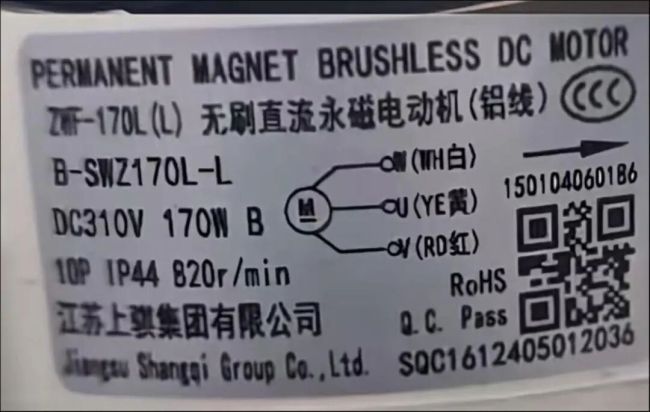 PERMANENT MAGNET BRUSHLESS DC MOTOR
ZWF-170L(L) 无刷直流永磁电动机(铝线) CCC
B-SWZ170L-L
W(WH白)
DC310V 170W B
M
U(YE黄)
V(RD红)
1501040601B6
10P IP44 820r/min
RoHS
江苏上骐集团有限公司
Q.C. Pass
Jiangsu Shangqi Group Co.,Ltd.
SQC1612405012036